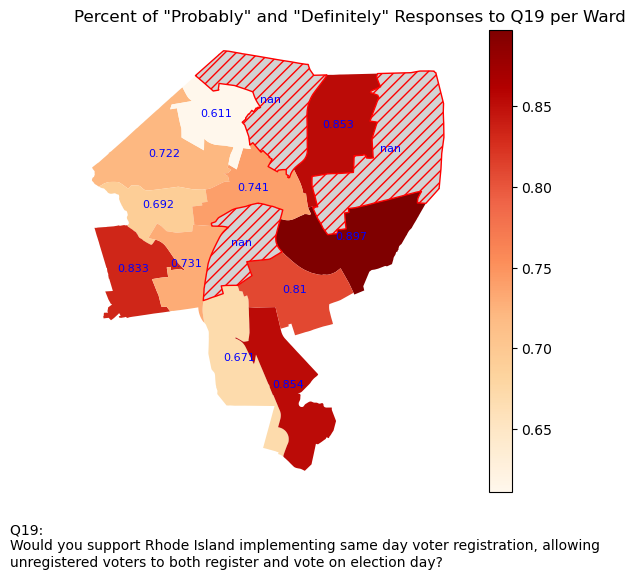 Percent of "Probably" and "Definitely" Responses to Q19 per Ward
nan
0.611
0.853
0.85
nan
0.722
0.741
0.80
0.692
nan
0.833
0.731
0.75
0.81
0.70
0.671
0.854
0.65
Q19:
Would you support Rhode Island implementing same day voter registration, allowing
unregistered voters to both register and vote on election day?